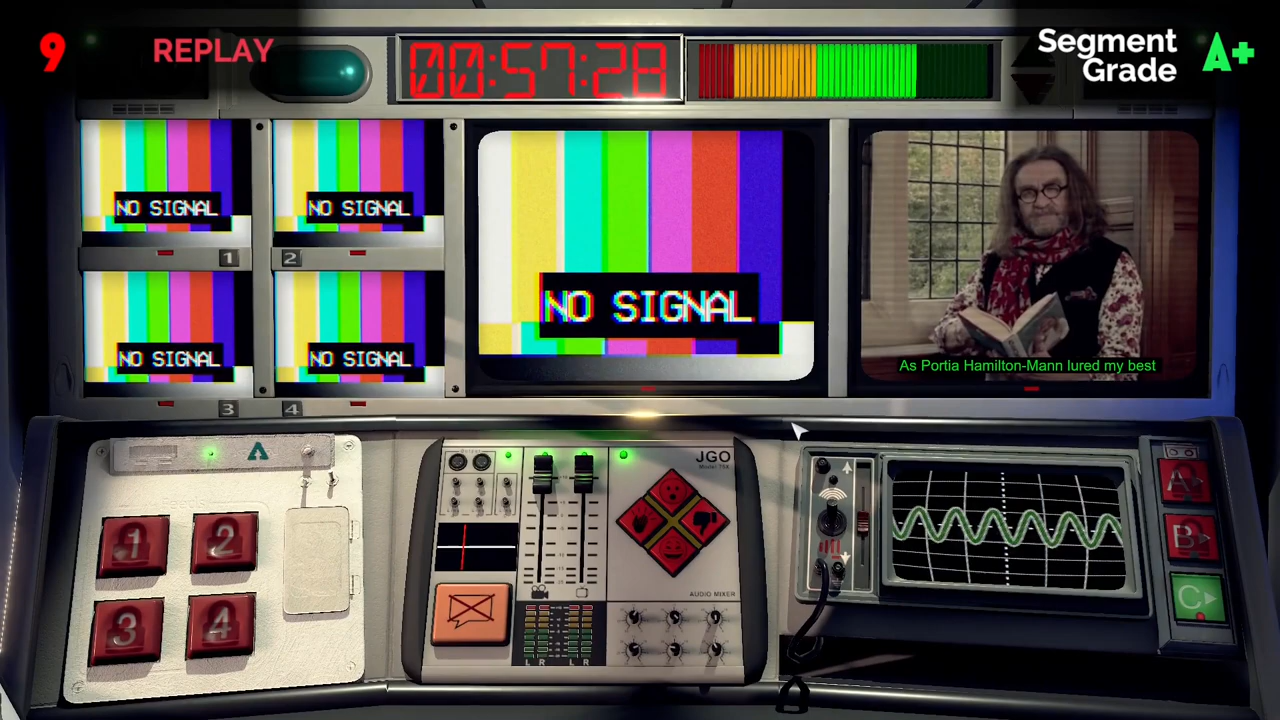 9
REPLAY
00:57:28
Segment
Grade
A+
NO SIGNAL
NO SIGNAL
NO SIGNAL
1
2
NO SIGNAL
NO SIGNAL
As Portia Hamilton-Mann lured my best
3
4
JGO
A
B
1
2
3
4
C
AUDIO MIXER
L R
L R